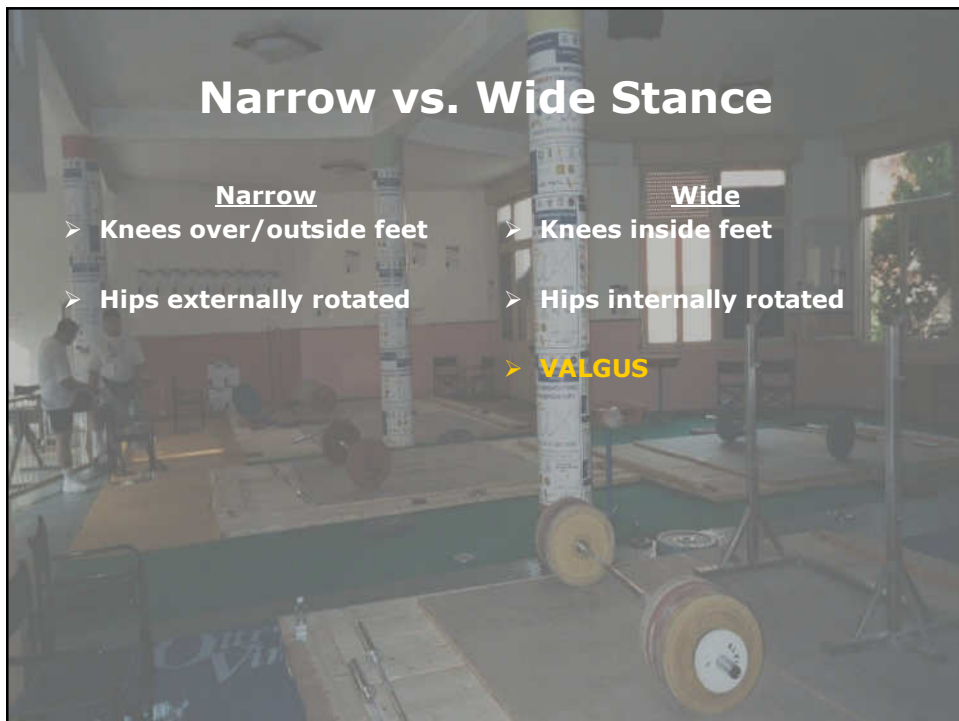 Narrow vs. Wide Stance
Narrow
➢ Knees over/outside feet
➢ Hips externally rotated
Wide
➢ Knees inside feet
➢ Hips internally rotated
➢ VALGUS